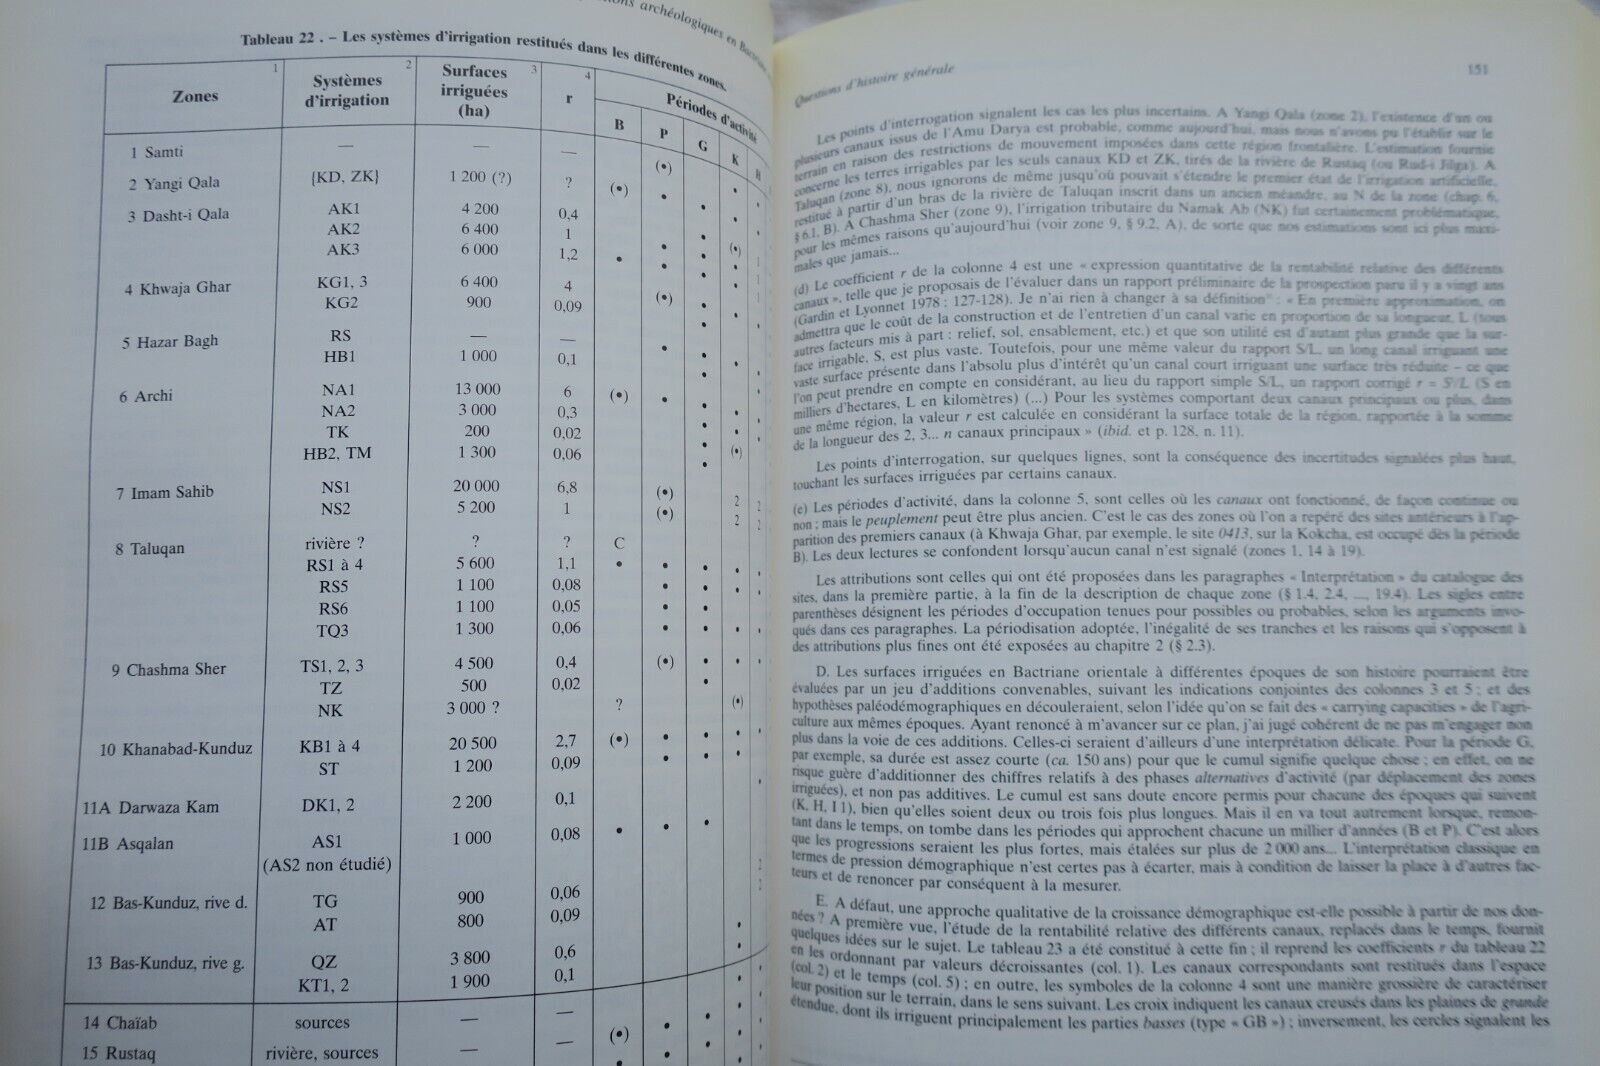 archéologiques en Bactriane
Tableau 22 . – Les systèmes d'irrigation restitués dans les différentes zones.
Zones 1 Systèmes d'irrigation 2 Surfaces irriguées (ha) 3 r 4 Périodes d'activité
B P G K H
1 Samti — — — (•)
2 Yangi Qala {KD, ZK} 1 200 (?) ? (•) • •
3 Dasht-i Qala AK1 4 200 0,4 • •
AK2 6 400 1 •
AK3 6 000 1,2 • • • (•) 1
4 Khwaja Ghar KG1, 3 6 400 4 • • • 1
KG2 900 0,09 (•) • • 1
5 Hazar Bagh RS — — •
HB1 1 000 0,1 • • •
6 Archi NA1 13 000 6 (•) • •
NA2 3 000 0,3 • •
TK 200 0,02 • •
HB2, TM 1 300 0,06 • (•)
7 Imam Sahib NS1 20 000 6,8 (•) 2 2
NS2 5 200 1 (•) 2 2
8 Taluqan rivière ? ? ? C
RS1 à 4 5 600 1,1 • • • •
RS5 1 100 0,08 • • •
RS6 1 100 0,05 • •
TQ3 1 300 0,06 • • •
9 Chashma Sher TS1, 2, 3 4 500 0,4 (•) • •
TZ 500 0,02 •
NK 3 000 ? ? (•)
10 Khanabad-Kunduz KB1 à 4 20 500 2,7 (•) • • •
ST 1 200 0,09 • • •
11A Darwaza Kam DK1, 2 2 200 0,1
11B Asqalan AS1 1 000 0,08 • • •
(AS2 non étudié) 2
12 Bas-Kunduz, rive d. TG 900 0,06 2
AT 800 0,09 •
13 Bas-Kunduz, rive g. QZ 3 800 0,6 •
KT1, 2 1 900 0,1 •
14 Chaïab sources — — (•) • • •
15 Rustaq rivière, sources — — • • • •
Questions d'histoire générale 151
Les points d'interrogation signalent les cas les plus incertains. A Yangi Qala (zone 2), l'existence d'un ou
plusieurs canaux issus de l'Amu Darya est probable, comme aujourd'hui, mais nous n'avons pu l'établir sur le
terrain en raison des restrictions de mouvement imposées dans cette région frontalière. L'estimation fournie
concerne les terres irrigables par les seuls canaux KD et ZK, tirés de la rivière de Rustaq (ou Rud-i Jilga). A
Taluqan (zone 8), nous ignorons de même jusqu'où pouvait s'étendre le premier état de l'irrigation artificielle,
restitué à partir d'un bras de la rivière de Taluqan inscrit dans un ancien méandre, au N de la zone (chap. 6,
§ 6.1, B). A Chashma Sher (zone 9), l'irrigation tributaire du Namak Ab (NK) fut certainement problématique,
pour les mêmes raisons qu'aujourd'hui (voir zone 9, § 9.2, A), de sorte que nos estimations sont ici plus maxi-
males que jamais...
(d) Le coefficient r de la colonne 4 est une « expression quantitative de la rentabilité relative des différents
canaux », telle que je proposais de l'évaluer dans un rapport préliminaire de la prospection paru il y a vingt ans
(Gardin et Lyonnet 1978 : 127-128). Je n'ai rien à changer à sa définition : « En première approximation, on
admettra que le coût de la construction et de l'entretien d'un canal varie en proportion de sa longueur, L (tous
autres facteurs mis à part : relief, sol, ensablement, etc.) et que son utilité est d'autant plus grande que la sur-
face irrigable, S, est plus vaste. Toutefois, pour une même valeur du rapport S/L, un long canal irriguant une
vaste surface présente dans l'absolu plus d'intérêt qu'un canal court irriguant une surface très réduite – ce que
l'on peut prendre en compte en considérant, au lieu du rapport simple S/L, un rapport corrigé r = S²/L (S en
milliers d'hectares, L en kilomètres) (...) Pour les systèmes comportant deux canaux principaux ou plus, dans
une même région, la valeur r est calculée en considérant la surface totale de la région, rapportée à la somme
de la longueur des 2, 3... n canaux principaux » (ibid. et p. 128, n. 11).
Les points d'interrogation, sur quelques lignes, sont la conséquence des incertitudes signalées plus haut,
touchant les surfaces irriguées par certains canaux.
(e) Les périodes d'activité, dans la colonne 5, sont celles où les canaux ont fonctionné, de façon continue ou
non ; mais le peuplement peut être plus ancien. C'est le cas des zones où l'on a repéré des sites antérieurs à l'ap-
parition des premiers canaux (à Khwaja Ghar, par exemple, le site 0413, sur la Kokcha, est occupé dès la période
B). Les deux lectures se confondent lorsqu'aucun canal n'est signalé (zones 1, 14 à 19).
Les attributions sont celles qui ont été proposées dans les paragraphes « Interprétation » du catalogue des
sites, dans la première partie, à la fin de la description de chaque zone (§ 1.4, 2.4, ..., 19.4). Les sigles entre
parenthèses désignent les périodes d'occupation tenues pour possibles ou probables, selon les arguments invo-
qués dans ces paragraphes. La périodisation adoptée, l'inégalité de ses tranches et les raisons qui s'opposent à
des attributions plus fines ont été exposées au chapitre 2 (§ 2.3).
D. Les surfaces irriguées en Bactriane orientale à différentes époques de son histoire pourraient être
évaluées par un jeu d'additions convenables, suivant les indications conjointes des colonnes 3 et 5 ; et des
hypothèses paléodémographiques en découleraient, selon l'idée qu'on se fait des « carrying capacities » de l'agri-
culture aux mêmes époques. Ayant renoncé à m'avancer sur ce plan, j'ai jugé cohérent de ne pas m'engager non
plus dans la voie de ces additions. Celles-ci seraient d'ailleurs d'une interprétation délicate. Pour la période G,
par exemple, sa durée est assez courte (ca. 150 ans) pour que le cumul signifie quelque chose ; en effet, on ne
risque guère d'additionner des chiffres relatifs à des phases alternatives d'activité (par déplacement des zones
irriguées), et non pas additives. Le cumul est sans doute encore permis pour chacune des époques qui suivent
(K, H, I 1), bien qu'elles soient deux ou trois fois plus longues. Mais il en va tout autrement lorsque, remon-
tant dans le temps, on tombe dans les périodes qui approchent chacune un millier d'années (B et P). C'est alors
que les progressions seraient les plus fortes, mais étalées sur plus de 2 000 ans... L'interprétation classique en
termes de pression démographique n'est certes pas à écarter, mais à condition de laisser la place à d'autres fac-
teurs et de renoncer par conséquent à la mesurer.
E. A défaut, une approche qualitative de la croissance démographique est-elle possible à partir de nos don-
nées ? A première vue, l'étude de la rentabilité relative des différents canaux, replacés dans le temps, fournit
quelques idées sur le sujet. Le tableau 23 a été constitué à cette fin ; il reprend les coefficients r du tableau 22
en les ordonnant par valeurs décroissantes (col. 1). Les canaux correspondants sont restitués dans l'espace
(col. 2) et le temps (col. 5) ; en outre, les symboles de la colonne 4 sont une manière grossière de caractériser
leur position sur le terrain, dans le sens suivant. Les croix indiquent les canaux creusés dans les plaines de grande
étendue, dont ils irriguent principalement les parties basses (type « GB ») ; inversement, les cercles signalent les